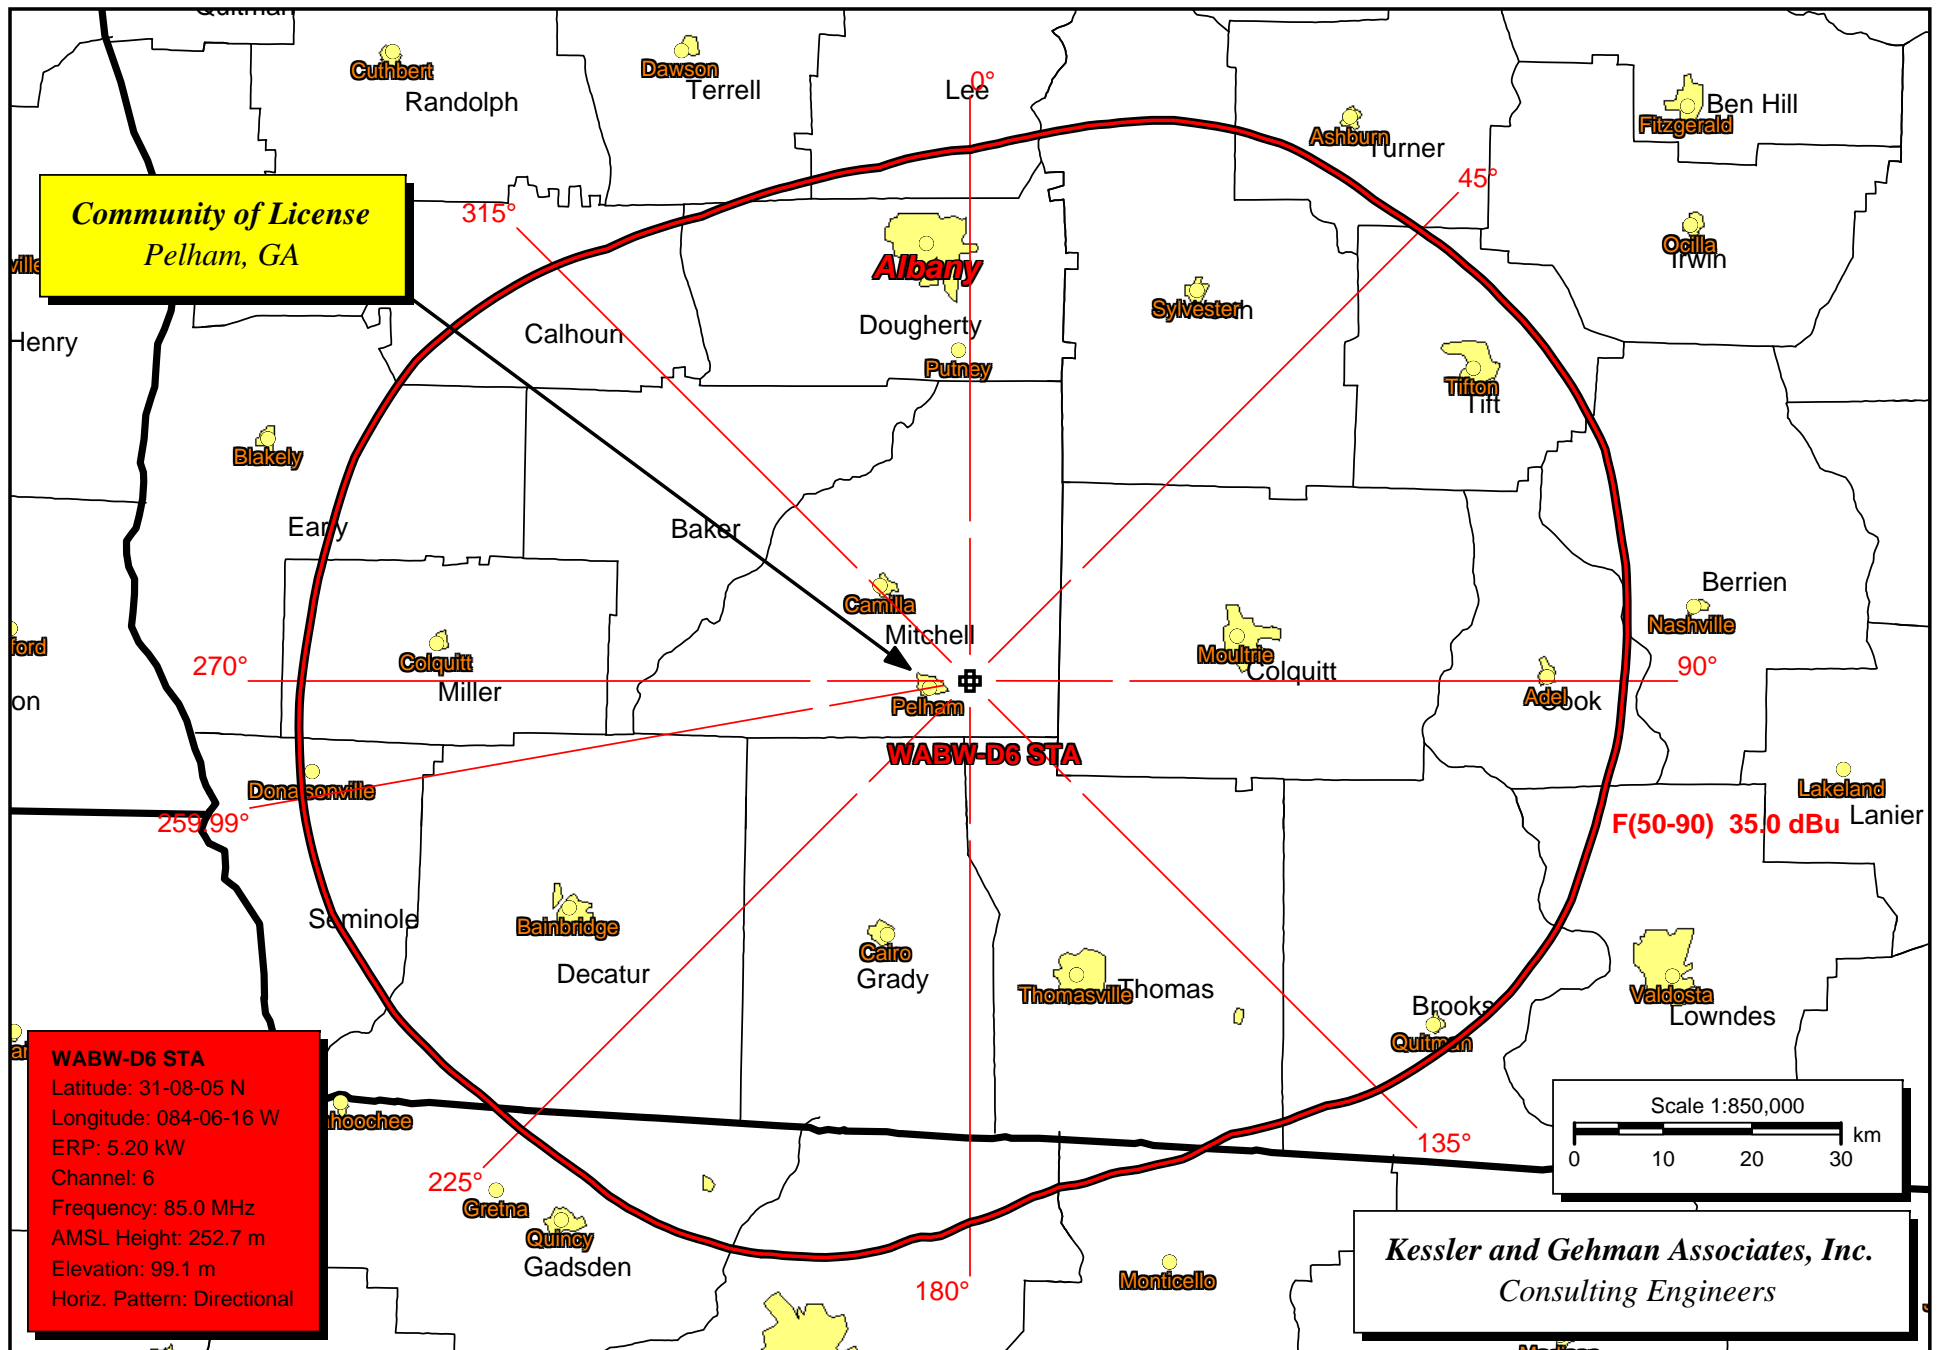 Quitman
Cuthbert
Randolph
Dawson
Terrell
Lee
0°
Ashburn
Turner
Fitzgerald
Ben Hill
Community of License
Pelham, GA
315°
45°
Albany
Dougherty
Putney
Calhoun
Sylvester
Ocilla
Irwin
ville
Henry
Tifton
Tift
Blakely
Early
Baker
Camilla
Mitchell
Moultrie
Colquitt
Berrien
Nashville
ford
on
270°
Colquitt
Miller
Pelham
WABW-D6 STA
Adel
Cook
90°
Donalsonville
259.99°
F(50-90) 35.0 dBu
Lakeland
Lanier
Seminole
Bainbridge
Decatur
Cairo
Grady
Thomasville
Thomas
Brooks
Quitman
Valdosta
Lowndes
WABW-D6 STA
Latitude: 31-08-05 N
Longitude: 084-06-16 W
ERP: 5.20 kW
Channel: 6
Frequency: 85.0 MHz
AMSL Height: 252.7 m
Elevation: 99.1 m
Horiz. Pattern: Directional
hoochee
225°
Gretna
Quincy
Gadsden
180°
Monticello
135°
Scale 1:850,000
km
0 10 20 30
Kessler and Gehman Associates, Inc.
Consulting Engineers